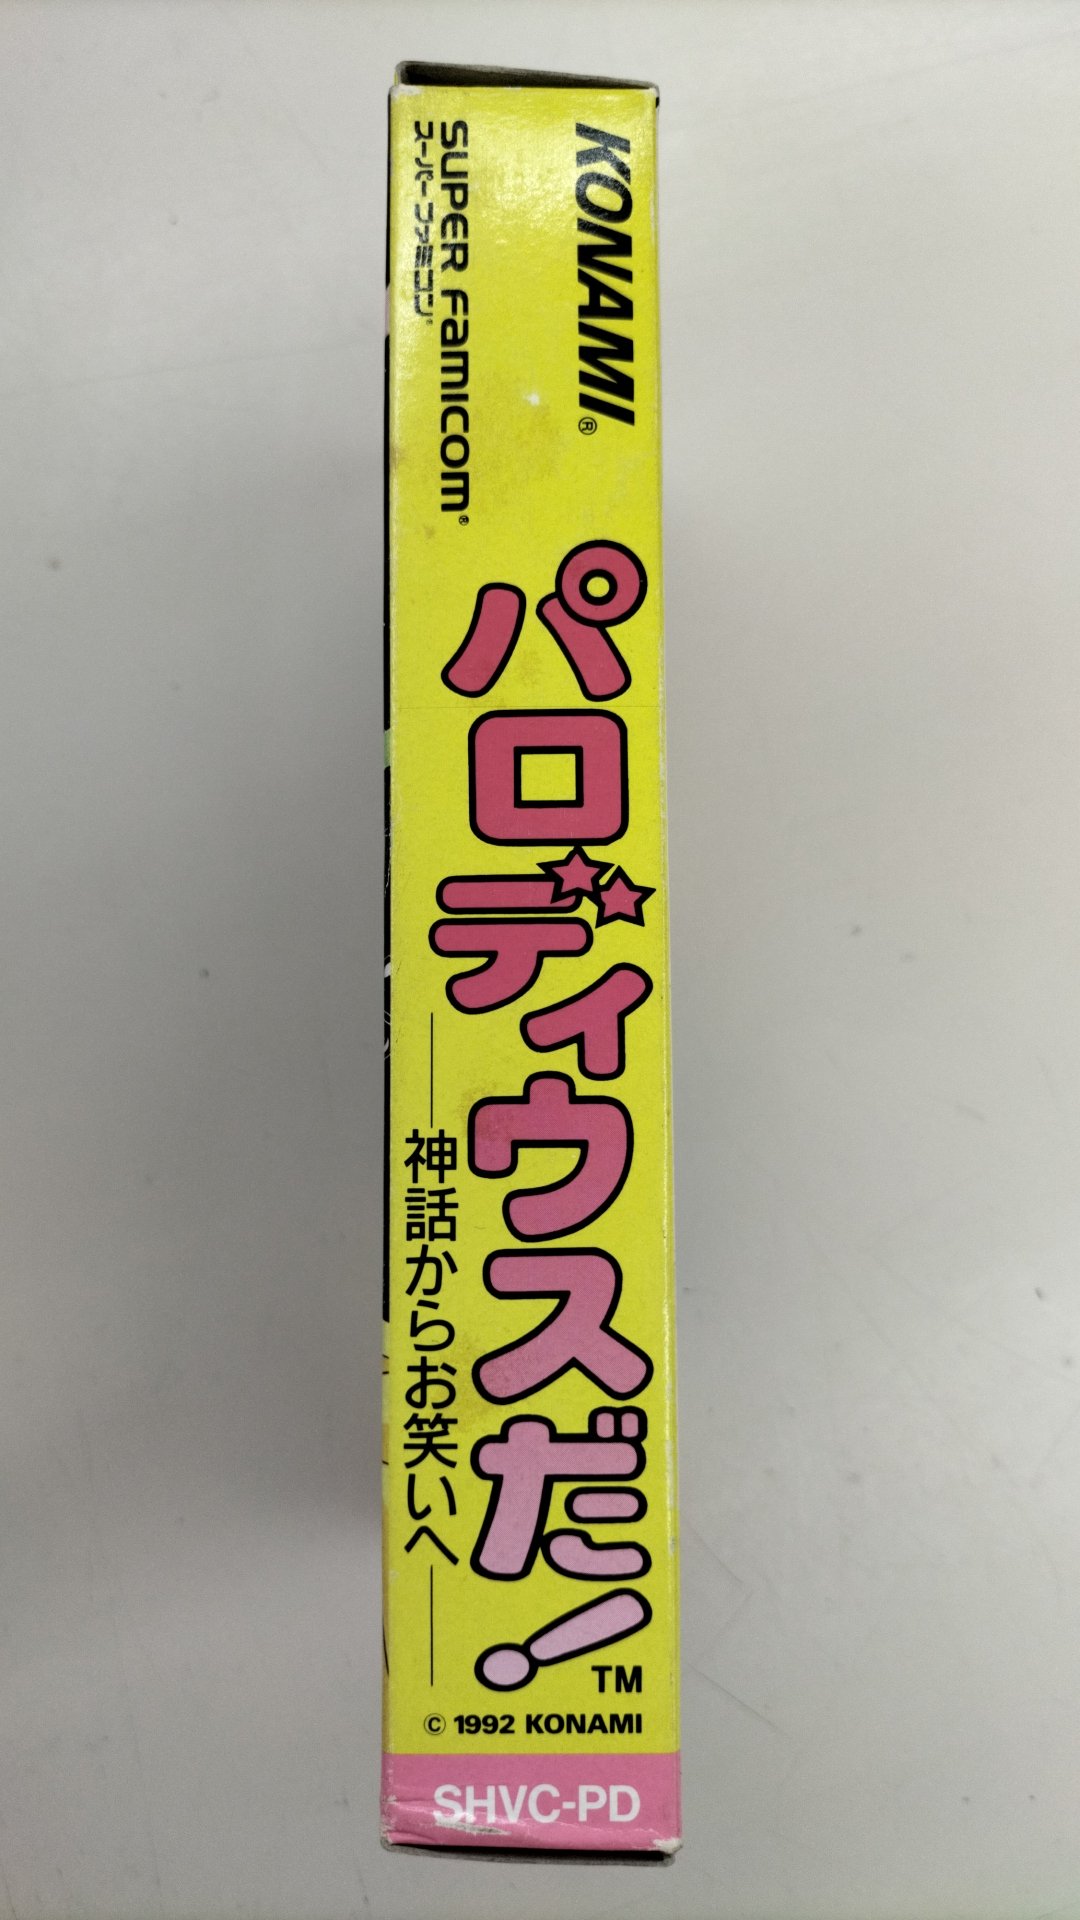 KONAMI®
SUPER FAMICOM®
スーパーファミコン®
パロディウスだ!
TM
神話からお笑いへ
© 1992 KONAMI
SHVC-PD